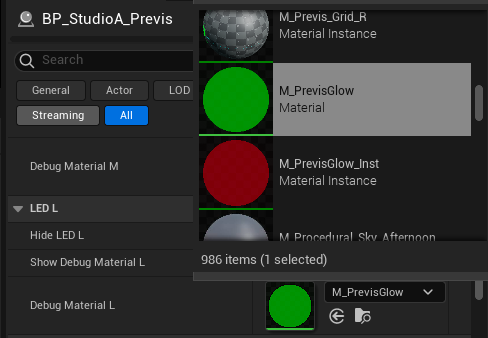 BP_StudioA_Previs
M_Previs_Grid_R
Material Instance
Search
General
Actor
LOD
M_PrevisGlow
Material
Streaming
All
Debug Material M
M_PrevisGlow_Inst
Material Instance
LED L
Hide LED L
M_Procedural_Sky_Afternoon
Show Debug Material L
986 items (1 selected)
Debug Material L
M_PrevisGlow